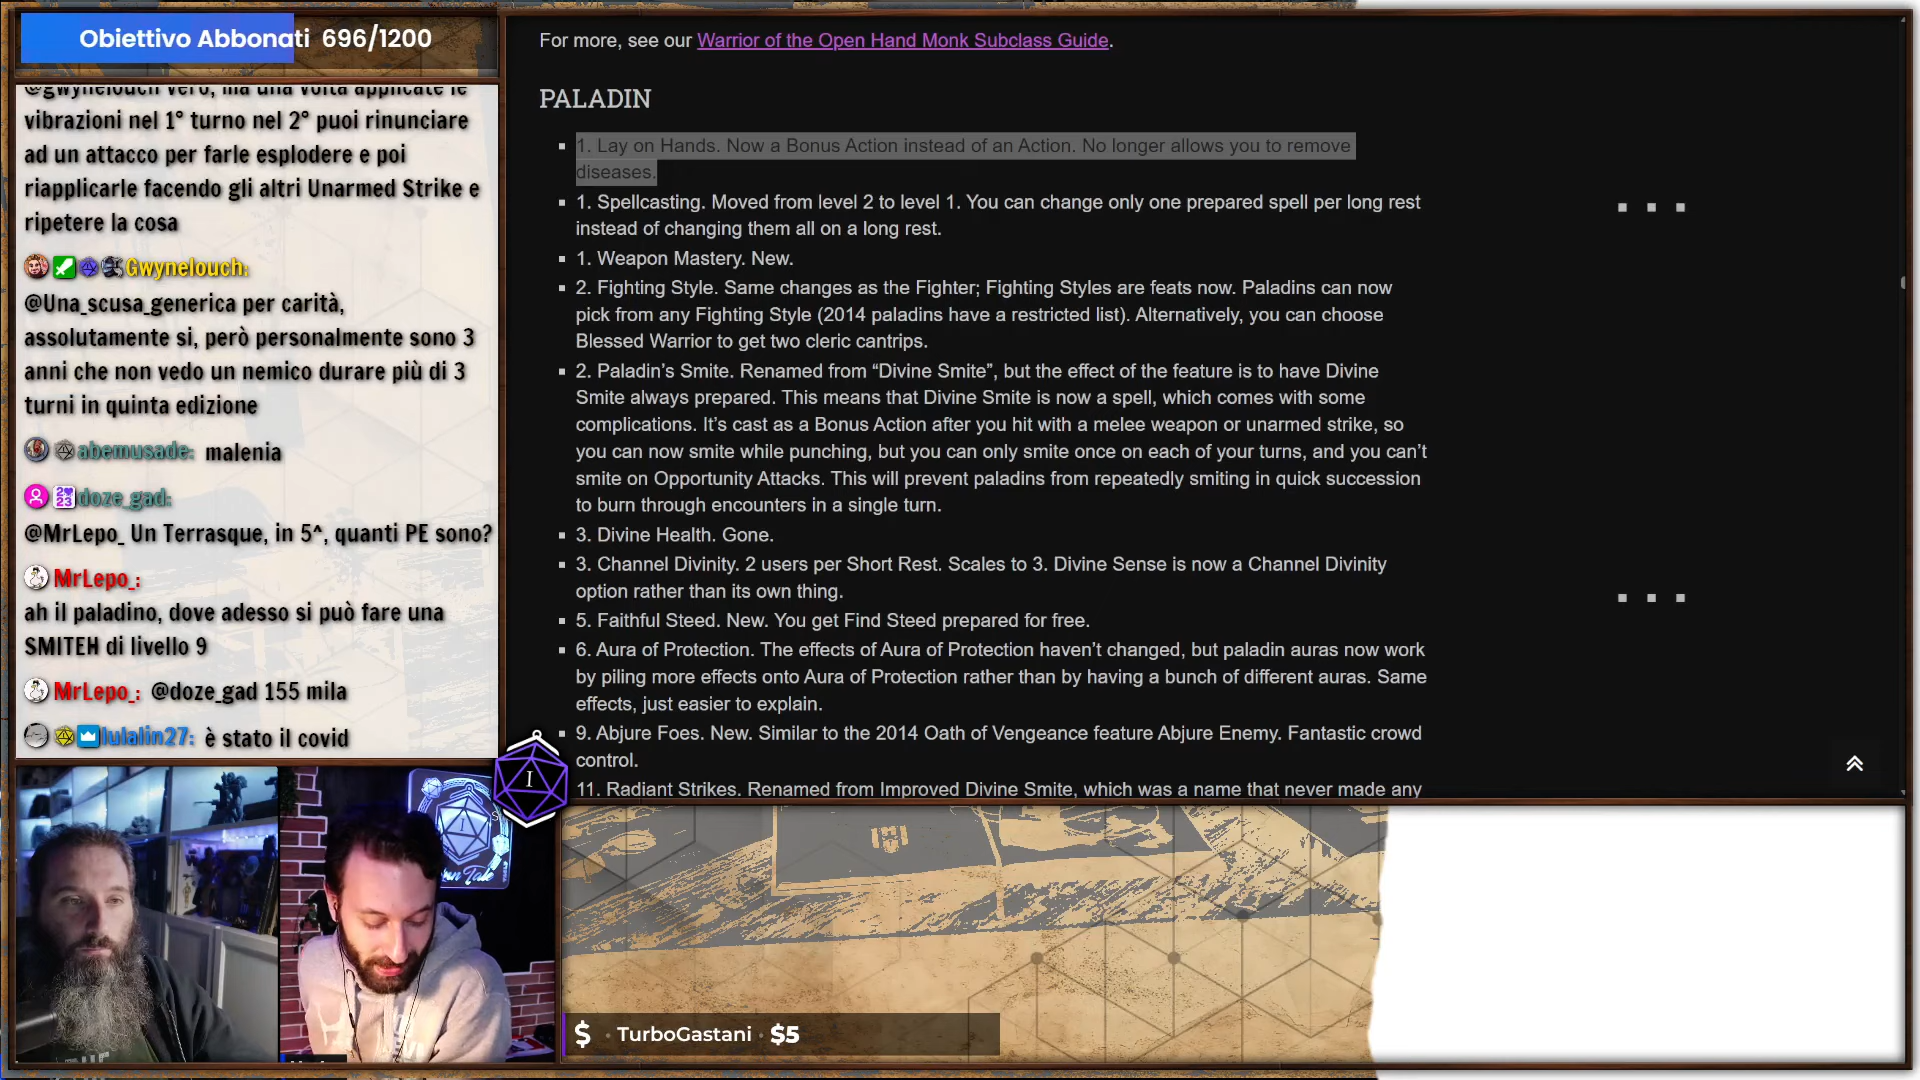 Obiettivo Abbonati 696/1200
@gwynelouch vero, ma una volta applicate le
vibrazioni nel 1° turno nel 2° puoi rinunciare
ad un attacco per farle esplodere e poi
riapplicarle facendo gli altri Unarmed Strike e
ripetere la cosa
Gwynelouch:
@Una_scusa_generica per carità,
assolutamente si, però personalmente sono 3
anni che non vedo un nemico durare più di 3
turni in quinta edizione
abemusade: malenia
doze_gad:
@MrLepo_ Un Terrasque, in 5^, quanti PE sono?
MrLepo_:
ah il paladino, dove adesso si può fare una
SMITEH di livello 9
MrLepo_: @doze_gad 155 mila
lulalin27: è stato il covid
For more, see our Warrior of the Open Hand Monk Subclass Guide.
PALADIN
1. Lay on Hands. Now a Bonus Action instead of an Action. No longer allows you to remove
diseases.
1. Spellcasting. Moved from level 2 to level 1. You can change only one prepared spell per long rest
instead of changing them all on a long rest.
1. Weapon Mastery. New.
2. Fighting Style. Same changes as the Fighter; Fighting Styles are feats now. Paladins can now
pick from any Fighting Style (2014 paladins have a restricted list). Alternatively, you can choose
Blessed Warrior to get two cleric cantrips.
2. Paladin’s Smite. Renamed from “Divine Smite”, but the effect of the feature is to have Divine
Smite always prepared. This means that Divine Smite is now a spell, which comes with some
complications. It’s cast as a Bonus Action after you hit with a melee weapon or unarmed strike, so
you can now smite while punching, but you can only smite once on each of your turns, and you can’t
smite on Opportunity Attacks. This will prevent paladins from repeatedly smiting in quick succession
to burn through encounters in a single turn.
3. Divine Health. Gone.
3. Channel Divinity. 2 users per Short Rest. Scales to 3. Divine Sense is now a Channel Divinity
option rather than its own thing.
5. Faithful Steed. New. You get Find Steed prepared for free.
6. Aura of Protection. The effects of Aura of Protection haven’t changed, but paladin auras now work
by piling more effects onto Aura of Protection rather than by having a bunch of different auras. Same
effects, just easier to explain.
9. Abjure Foes. New. Similar to the 2014 Oath of Vengeance feature Abjure Enemy. Fantastic crowd
control.
11. Radiant Strikes. Renamed from Improved Divine Smite, which was a name that never made any
I
$ · TurboGastani · $5